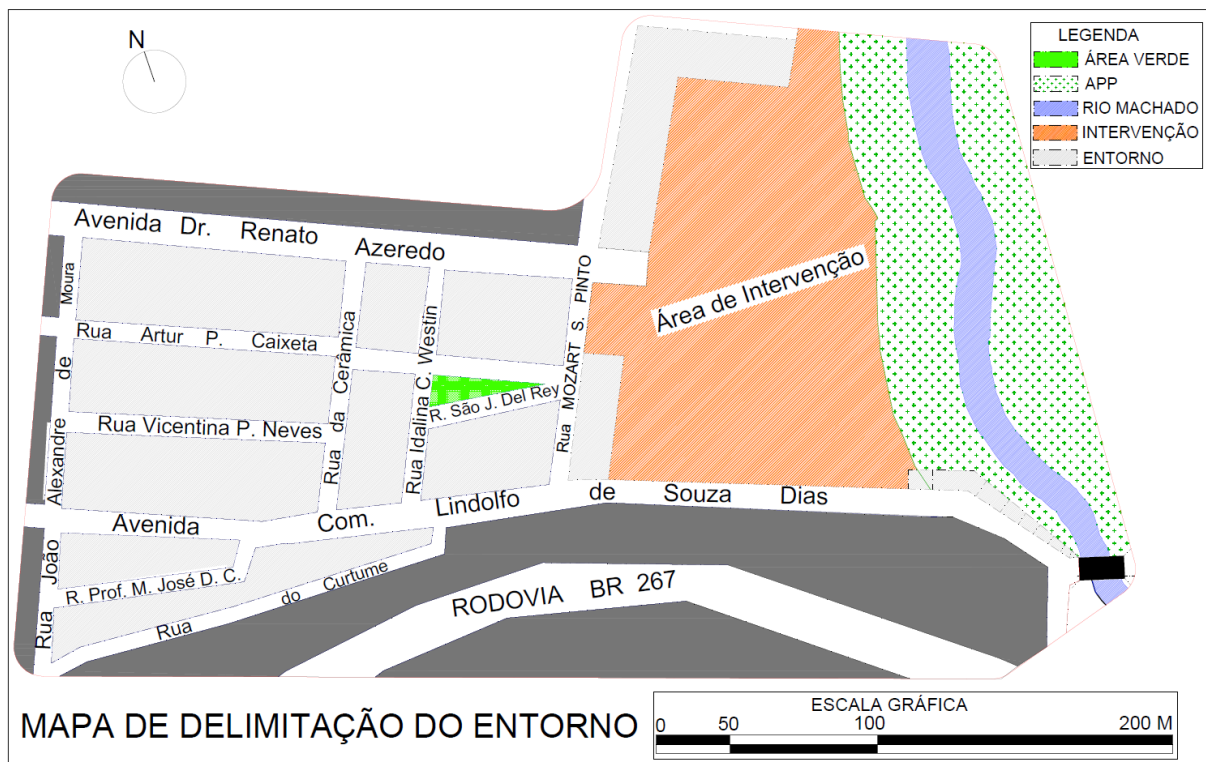 N
LEGENDA
ÁREA VERDE
APP
RIO MACHADO
INTERVENÇÃO
ENTORNO
Avenida Dr. Renato Azeredo
Rua Artur P. Caixeta
Rua Vicentina P. Neves
Rua João Alexandre de Moura
Rua da Cerâmica
Rua Idalina C. Westin
R. São J. Del Rey
Rua MOZART S. PINTO
Área de Intervenção
Avenida Com. Lindolfo de Souza Dias
R. Prof. M. José D. C.
Rua do Curtume
RODOVIA BR 267
MAPA DE DELIMITAÇÃO DO ENTORNO
ESCALA GRÁFICA
0 50 100 200 M